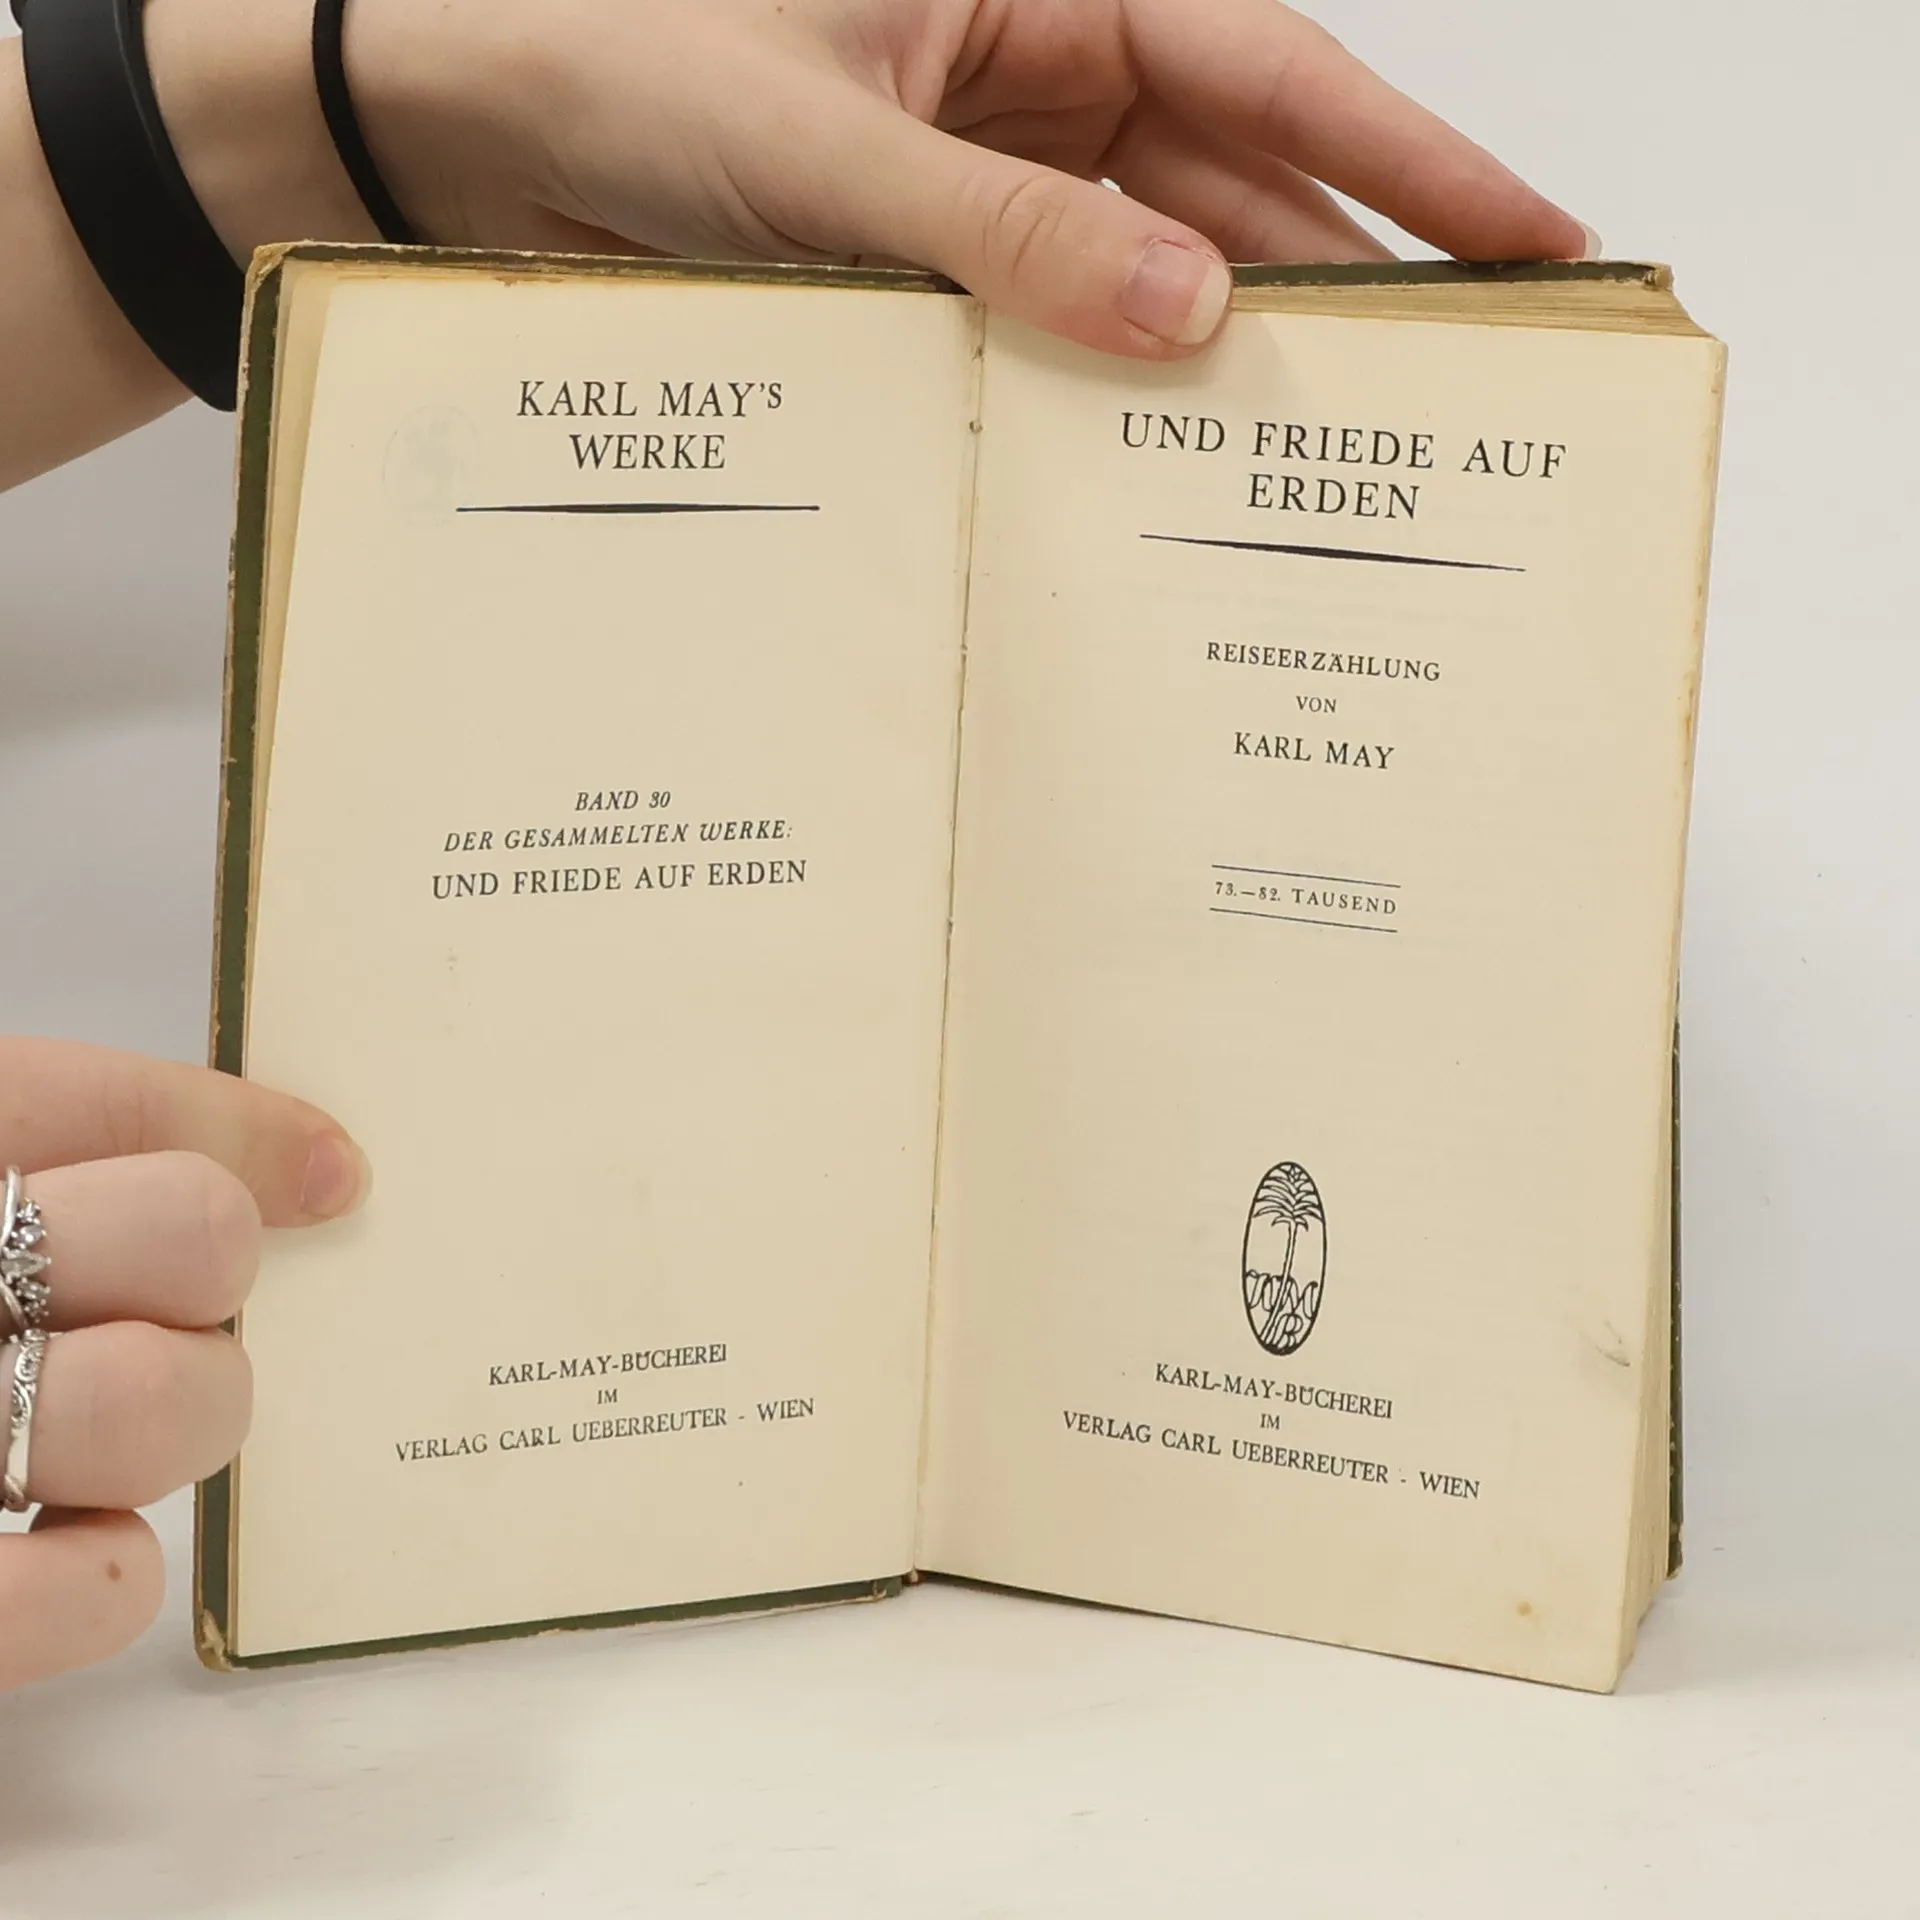 KARL MAY'S
WERKE
BAND 30
DER GESAMMELTEN WERKE:
UND FRIEDE AUF ERDEN
KARL-MAY-BÜCHEREI
IM
VERLAG CARL UEBERREUTER - WIEN
UND FRIEDE AUF
ERDEN
REISEERZÄHLUNG
VON
KARL MAY
73.—82. TAUSEND
KARL-MAY-BÜCHEREI
IM
VERLAG CARL UEBERREUTER - WIEN